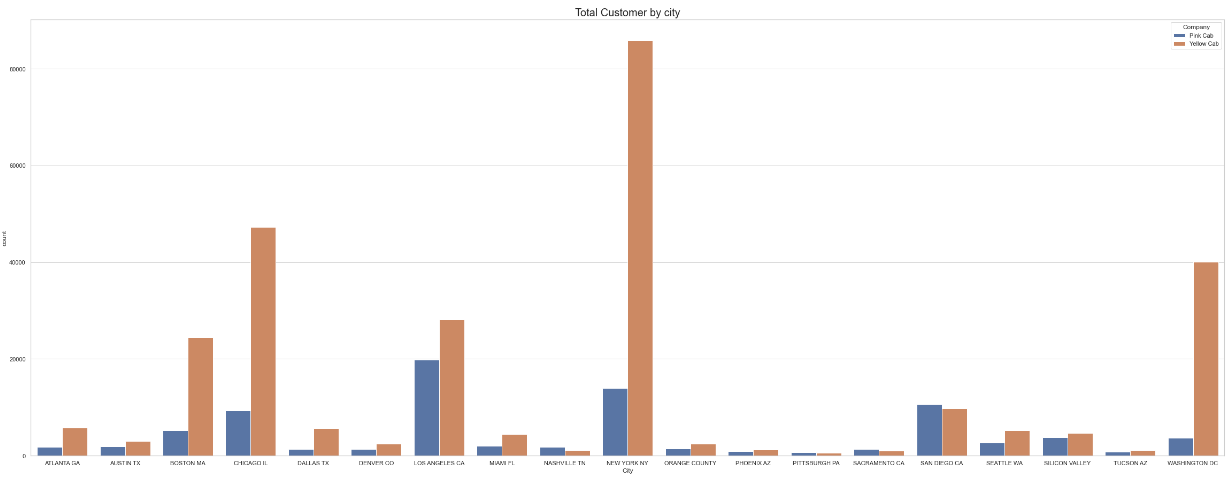 Total Customer by city
Company
Pink Cab
Yellow Cab
80000
60000
40000
20000
0
count
ATLANTA GA AUSTIN TX BOSTON MA CHICAGO IL DALLAS TX DENVER CO LOS ANGELES CA MIAMI FL NASHVILLE TN NEW YORK NY ORANGE COUNTY PHOENIX AZ PITTSBURGH PA SACRAMENTO CA SAN DIEGO CA SEATTLE WA SILICON VALLEY TUCSON AZ WASHINGTON DC
City